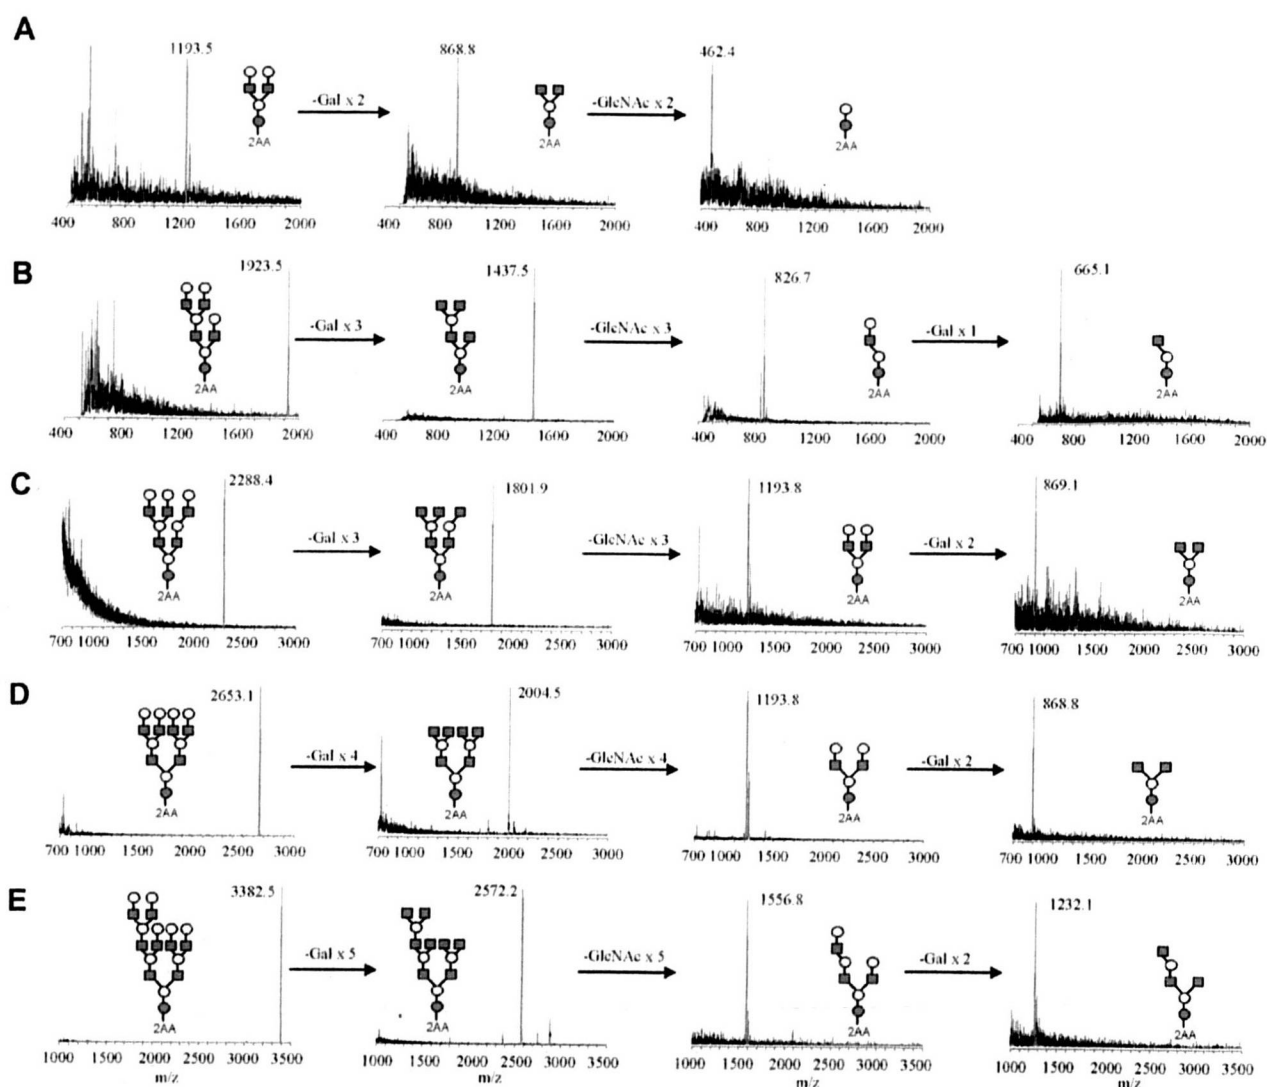 A
1193.5
-Gal x 2
868.8
-GlcNAc x 2
462.4
2AA
2AA
2AA
400 800 1200 1600 2000
400 800 1200 1600 2000
400 800 1200 1600 2000
B
1923.5
-Gal x 3
1437.5
-GlcNAc x 3
826.7
-Gal x 1
665.1
2AA
2AA
2AA
2AA
400 800 1200 1600 2000
400 800 1200 1600 2000
400 800 1200 1600 2000
400 800 1200 1600 2000
C
2288.4
-Gal x 3
1801.9
-GlcNAc x 3
1193.8
-Gal x 2
869.1
2AA
2AA
2AA
2AA
700 1000 1500 2000 2500 3000
700 1000 1500 2000 2500 3000
700 1000 1500 2000 2500 3000
700 1000 1500 2000 2500 3000
D
2653.1
-Gal x 4
2004.5
-GlcNAc x 4
1193.8
-Gal x 2
868.8
2AA
2AA
2AA
2AA
700 1000 1500 2000 2500 3000
700 1000 1500 2000 2500 3000
700 1000 1500 2000 2500 3000
700 1000 1500 2000 2500 3000
E
3382.5
-Gal x 5
2572.2
-GlcNAc x 5
1556.8
-Gal x 2
1232.1
2AA
2AA
2AA
2AA
1000 1500 2000 2500 3000 3500
1000 1500 2000 2500 3000 3500
1000 1500 2000 2500 3000 3500
1000 1500 2000 2500 3000 3500
m/z
m/z
m/z
m/z